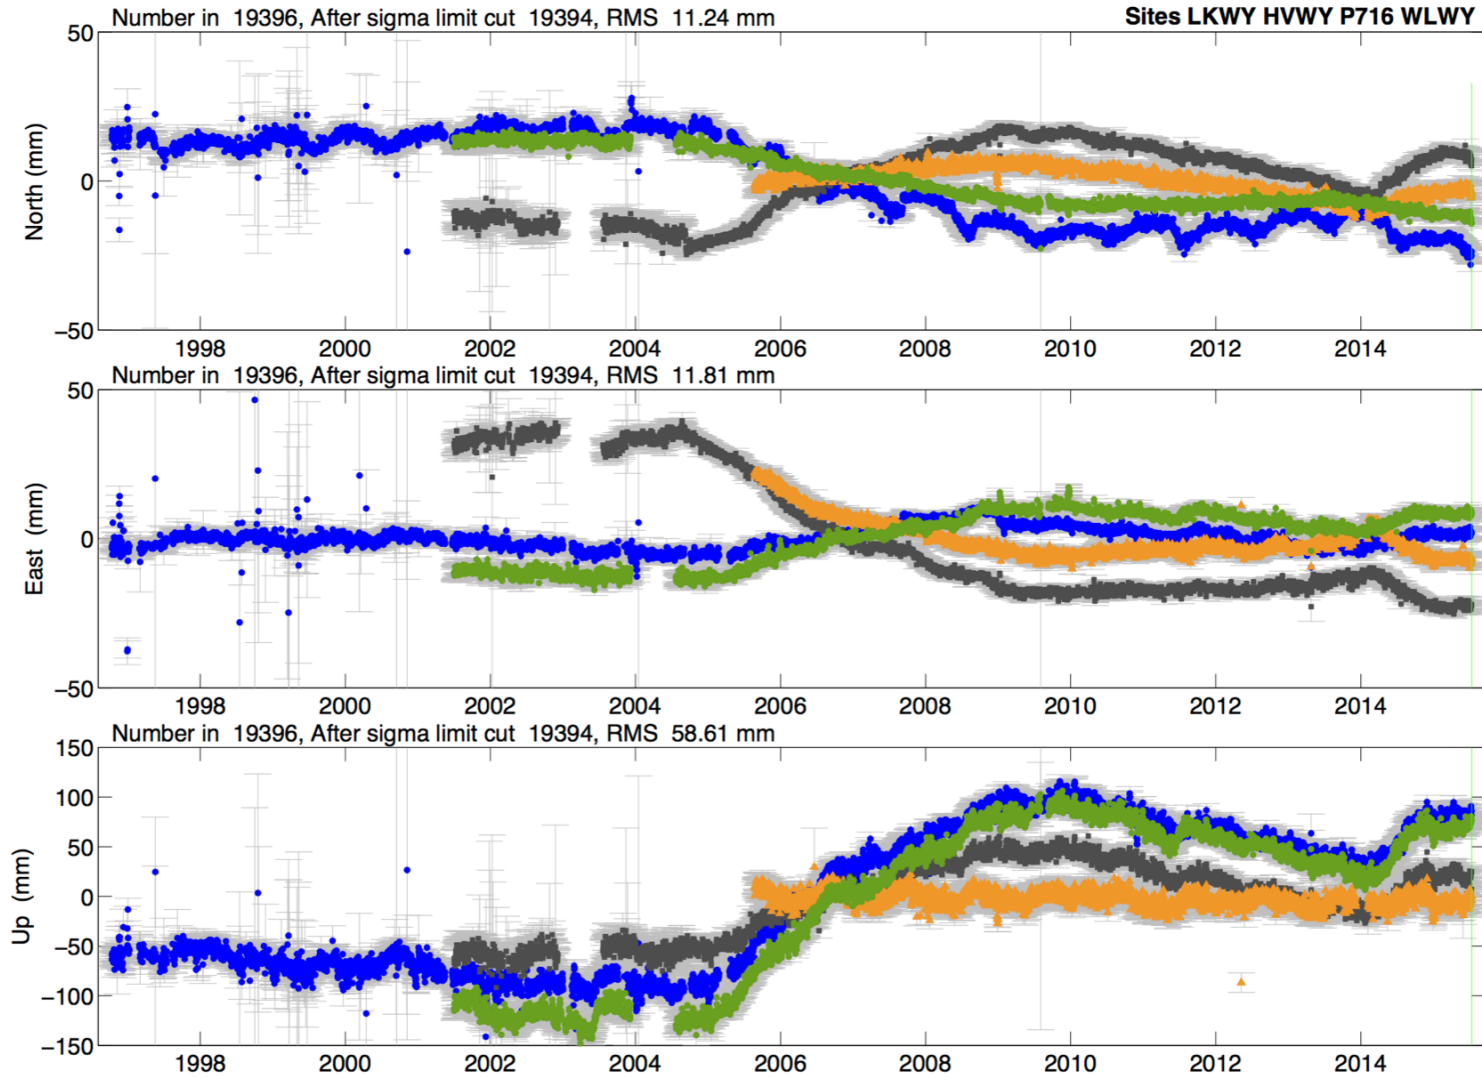 Number in 19396, After sigma limit cut 19394, RMS 11.24 mm Sites LKWY HVWY P716 WLWY
50
0
−50
North (mm)
1998 2000 2002 2004 2006 2008 2010 2012 2014
Number in 19396, After sigma limit cut 19394, RMS 11.81 mm
50
0
−50
East (mm)
1998 2000 2002 2004 2006 2008 2010 2012 2014
Number in 19396, After sigma limit cut 19394, RMS 58.61 mm
150
100
50
0
−50
−100
−150
Up (mm)
1998 2000 2002 2004 2006 2008 2010 2012 2014